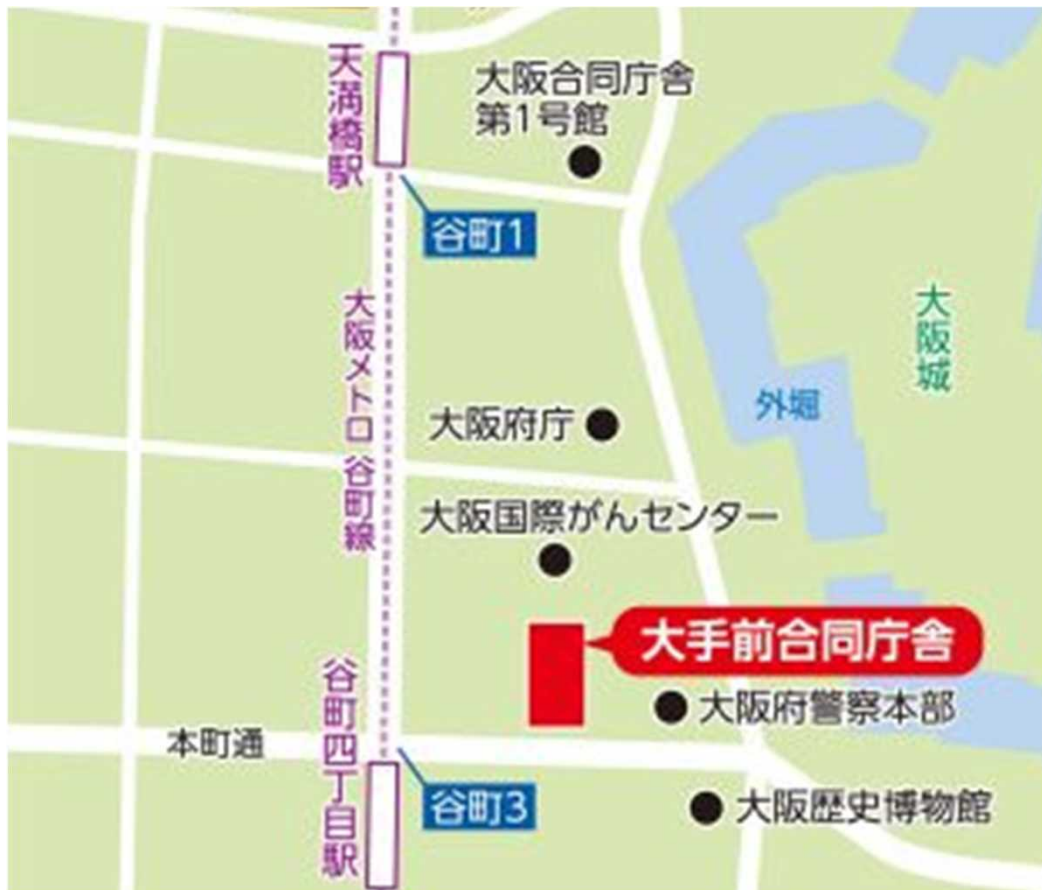 天満橋駅
大阪合同庁舎
第1号館
谷町1
大阪メトロ 谷町線
大阪城
外堀
大阪府庁
大阪国際がんセンター
大手前合同庁舎
大阪府警察本部
谷町四丁目駅
本町通
谷町3
大阪歴史博物館